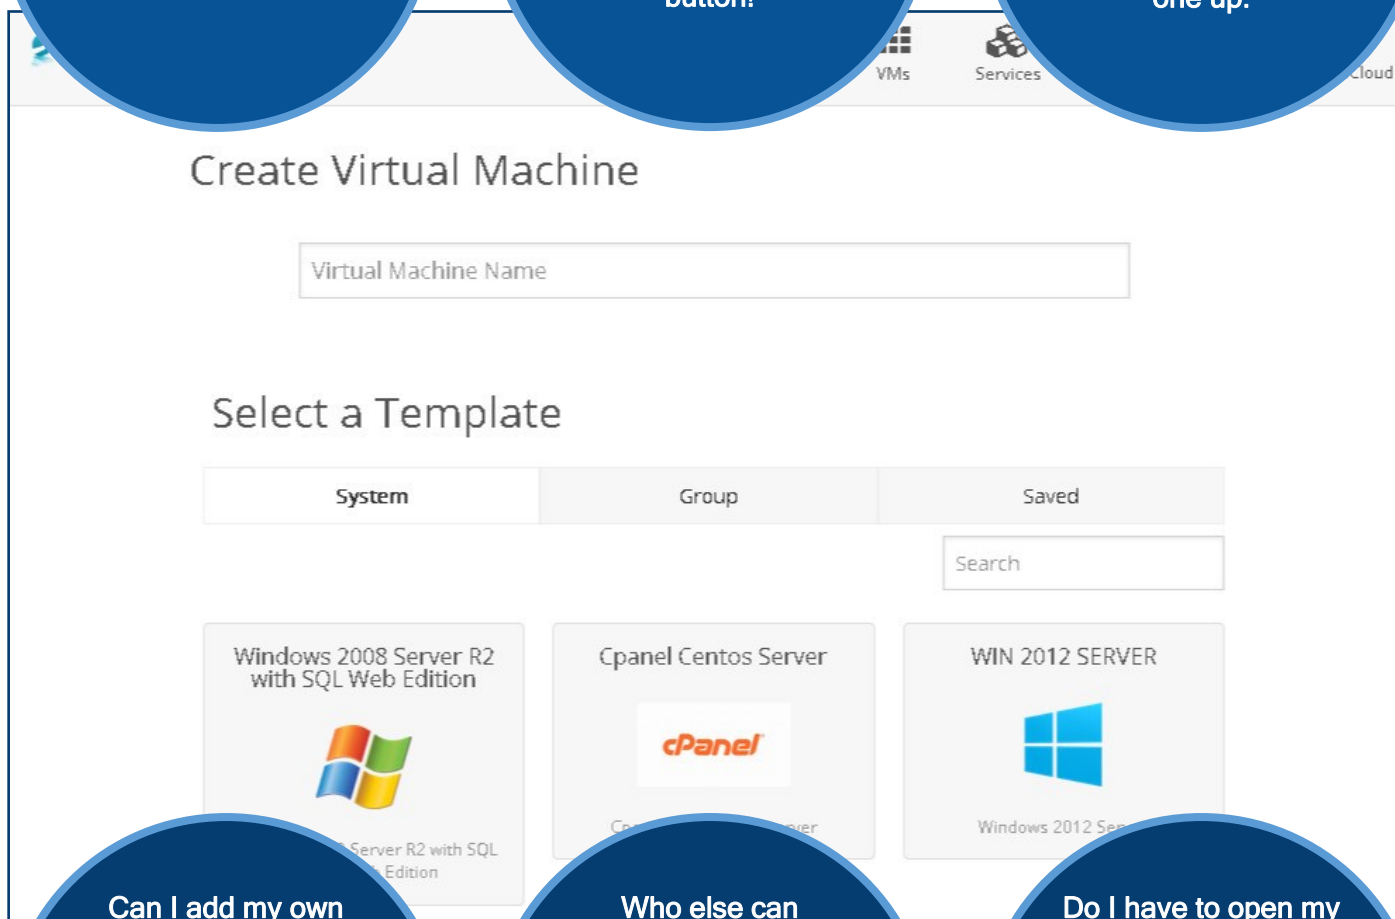 button!
one up.
VMs
Services
Cloud
Create Virtual Machine
Virtual Machine Name
Select a Template
System
Group
Saved
Search
Windows 2008 Server R2
with SQL Web Edition
Cpanel Centos Server
cPanel
WIN 2012 SERVER
Server R2 with SQL
Edition
Windows 2012
Can I add my own
Who else can
Do I have to open my